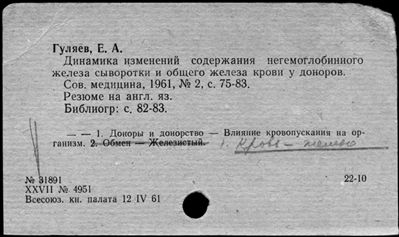 Гуляев, Е. А.
Динамика изменений содержания негемоглобинного
железа сыворотки и общего железа крови у доноров.
Сов. медицина, 1961, № 2, с. 75-83.
Резюме на англ. яз.
Библиогр: с. 82-83.
— — 1. Доноры и донорство — Влияние кровопускания на ор-
ганизм. 2. Обмен — Железистый. Кровь — железо
№ 31891 22-10
XXVII № 4951
Всесоюз. кн. палата 12 IV 61